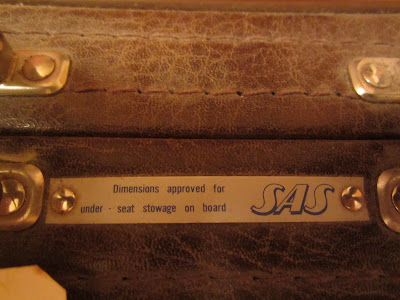 Dimensions approved for
under - seat stowage on board
SAS